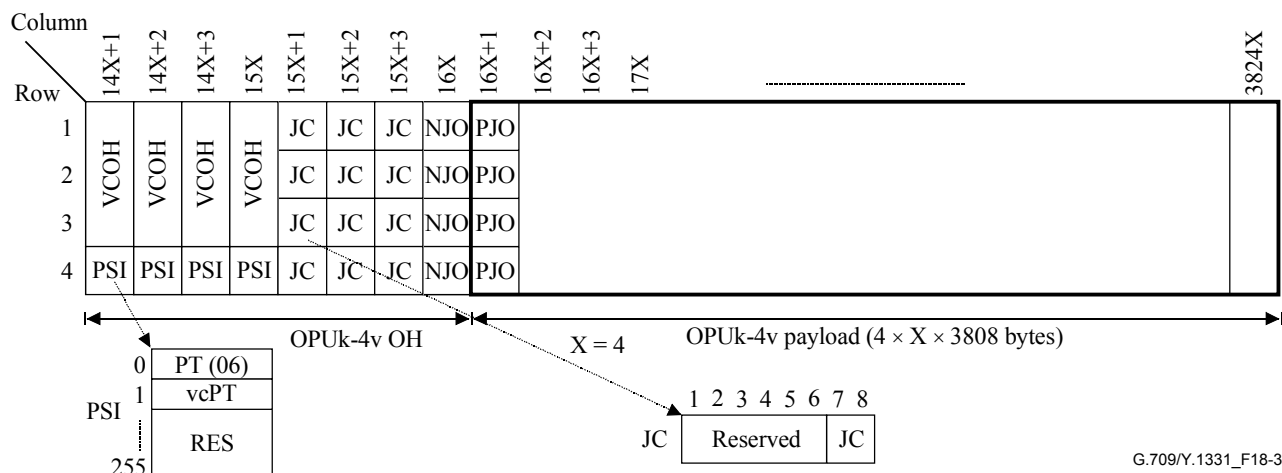 Column
14X+1 14X+2 14X+3 15X 15X+1 15X+2 15X+3 16X 16X+1 16X+2 16X+3 17X 3824X
Row
1 VCOH VCOH VCOH VCOH JC JC JC NJO PJO
2 JC JC JC NJO PJO
3 JC JC JC NJO PJO
4 PSI PSI PSI PSI JC JC JC NJO PJO
OPUk-4v OH
X = 4
OPUk-4v payload (4 × X × 3808 bytes)
0 PT (06)
PSI 1 vcPT
RES
255
1 2 3 4 5 6 7 8
JC Reserved JC
G.709/Y.1331_F18-3